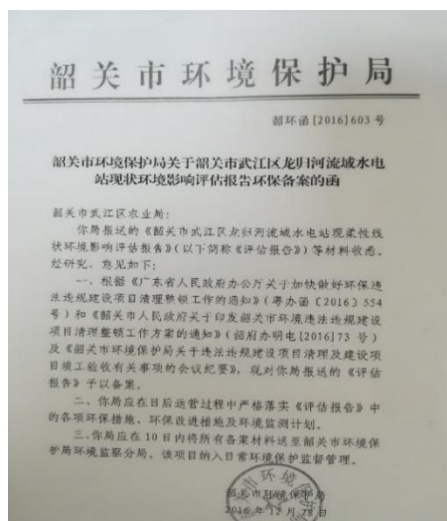 韶关市环境保护局
韶环函[2016]603 号
韶关市环境保护局关于韶关市武江区龙归河流域水电
站现状环境影响评估报告环保备案的函
韶关市武江区农业局:
你局报送的《韶关市武江区龙归河流域水电站现柔性线
状环境影响评估报告》(以下简称《评估报告》)等材料收悉。
经研究,意见如下:
一、根据《广东省人民政府办公厅关于加快做好环保违
法违规建设项目清理整顿工作的通知》(粤办函〔2016〕554
号)和《韶关市人民政府关于印发韶关市环境违法违规建设
项目清理整顿工作方案的通知》(韶府办明电[2016]73 号)
及《韶关市环境保护局关于违法违规建设项目清理及建设项
目竣工验收有关事项的会议纪要》,现对你局报送的《评估
报告》予以备案。
二、你局应在日后运营过程中严格落实《评估报告》中
的各项环保措施、环保改进措施及环境监测计划。
三、你局应在 10 日内将所有备案材料送至韶关市环境保
护局环境监察分局。该项目纳入日常环境保护监督管理。
韶关市环境保护局
2016 年 12 月 28 日